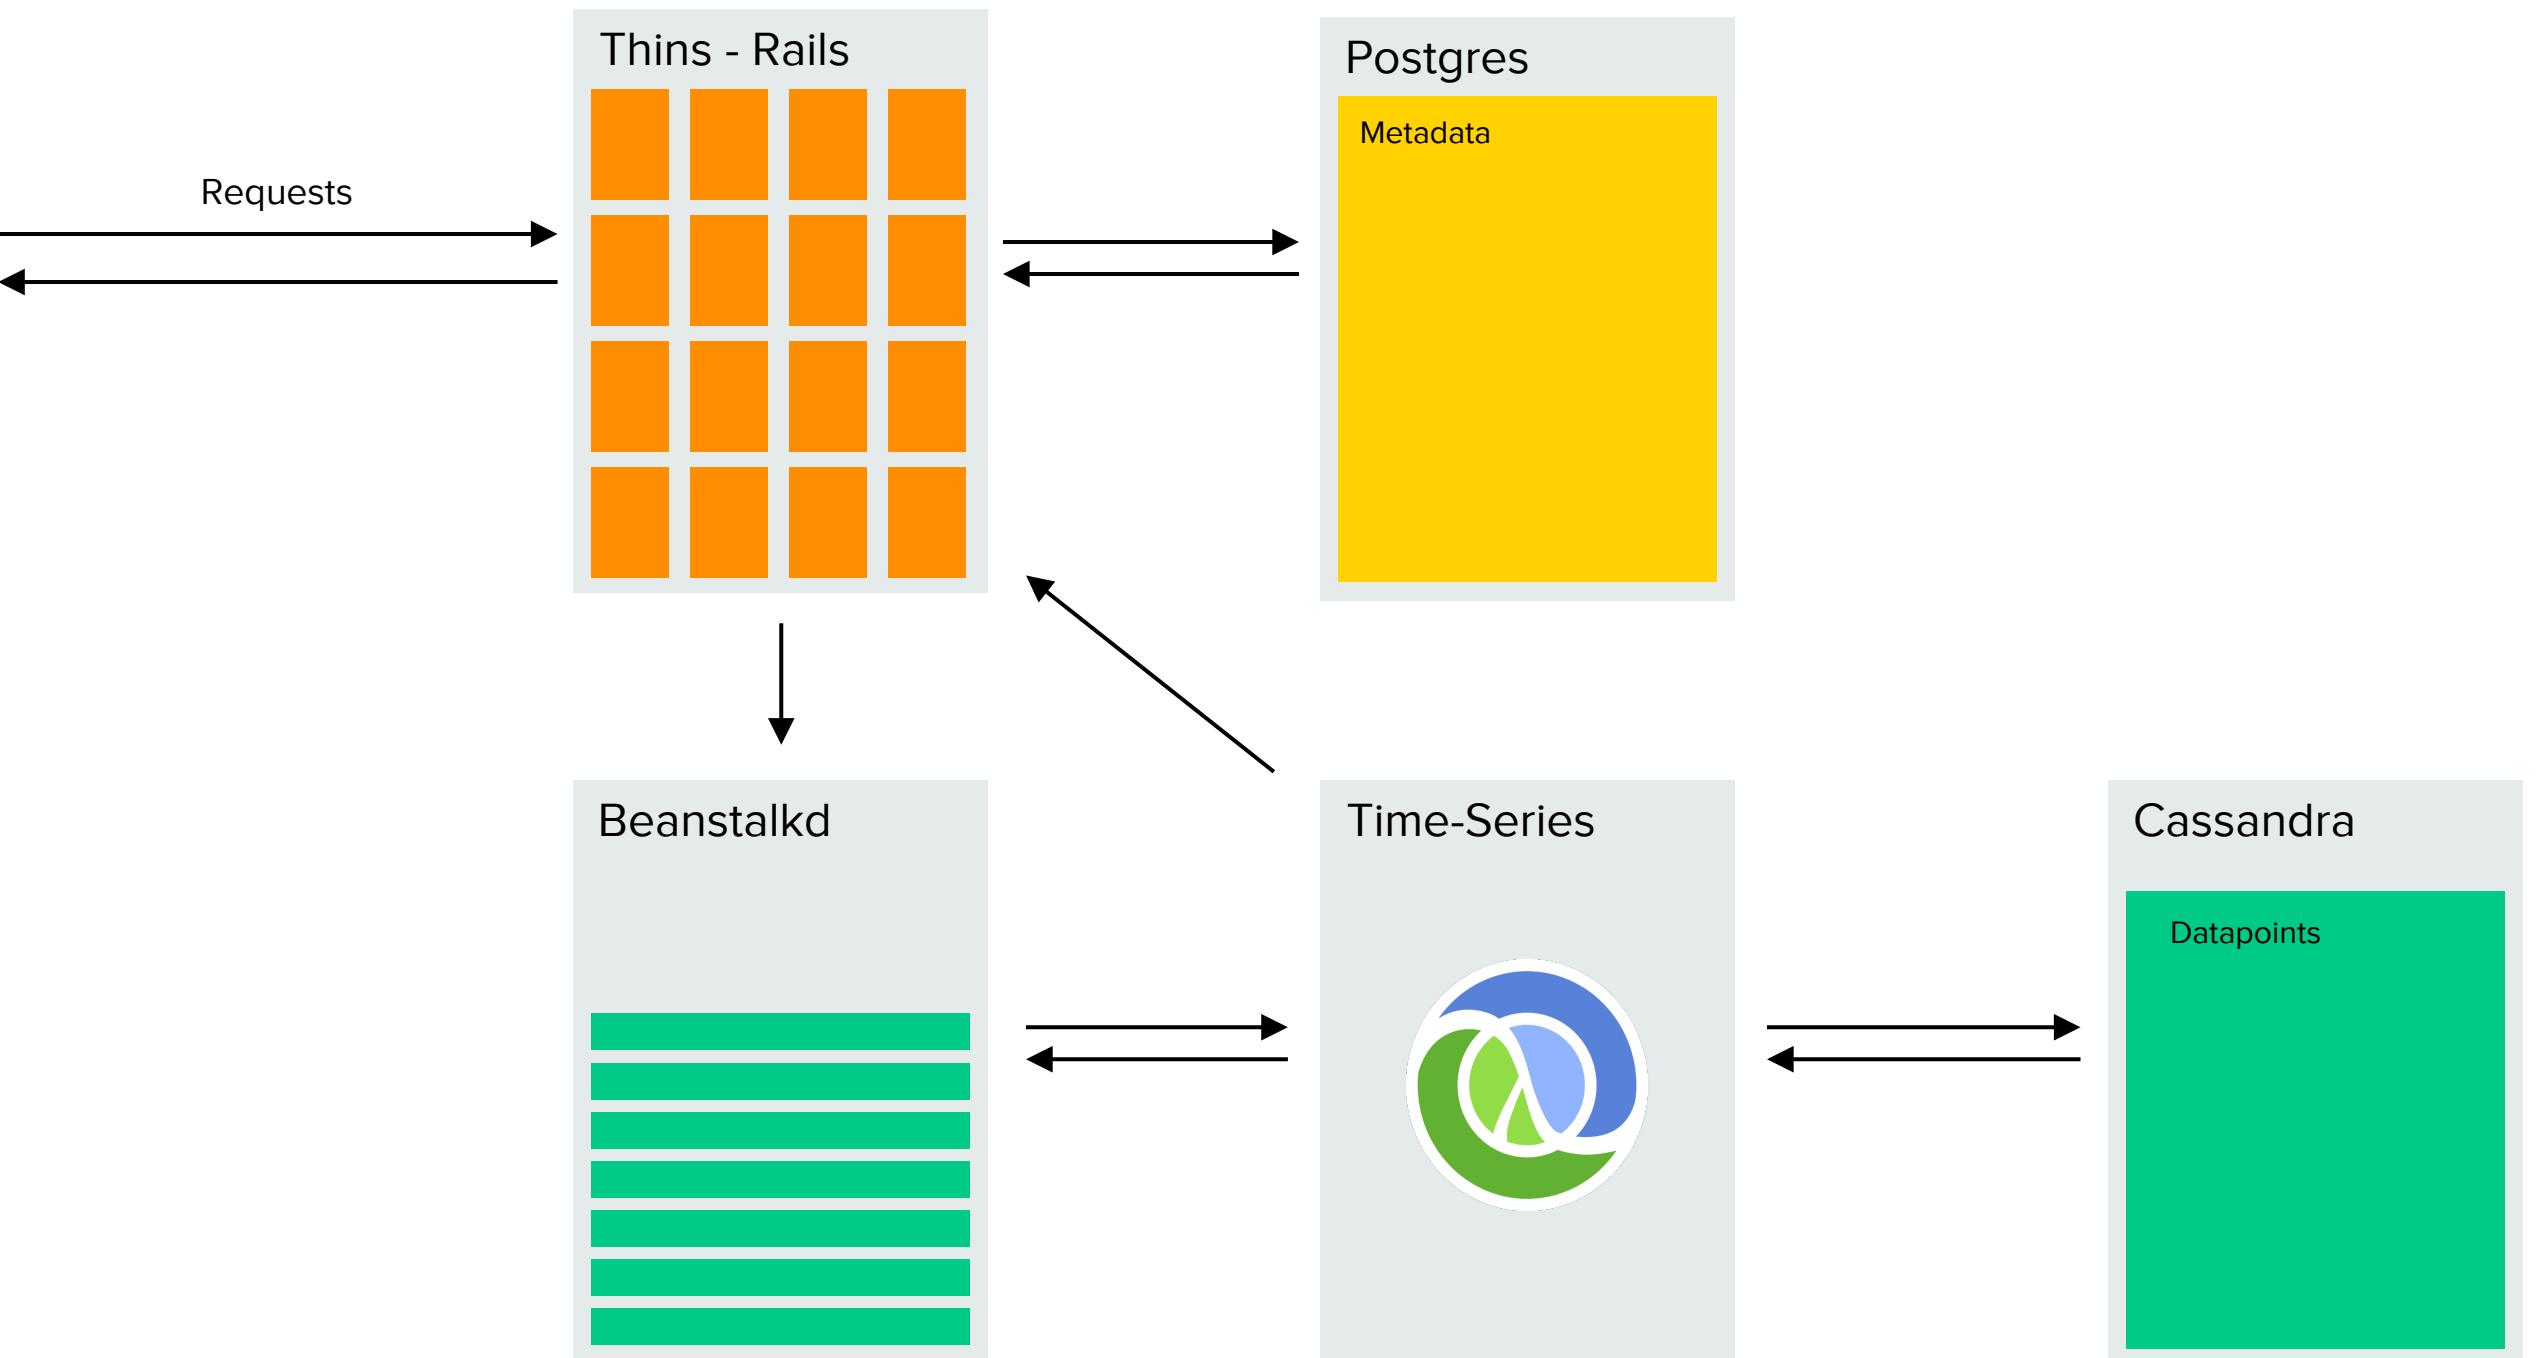 Thins - Rails
Postgres
Metadata
Requests
Beanstalkd
Time-Series
Cassandra
Datapoints